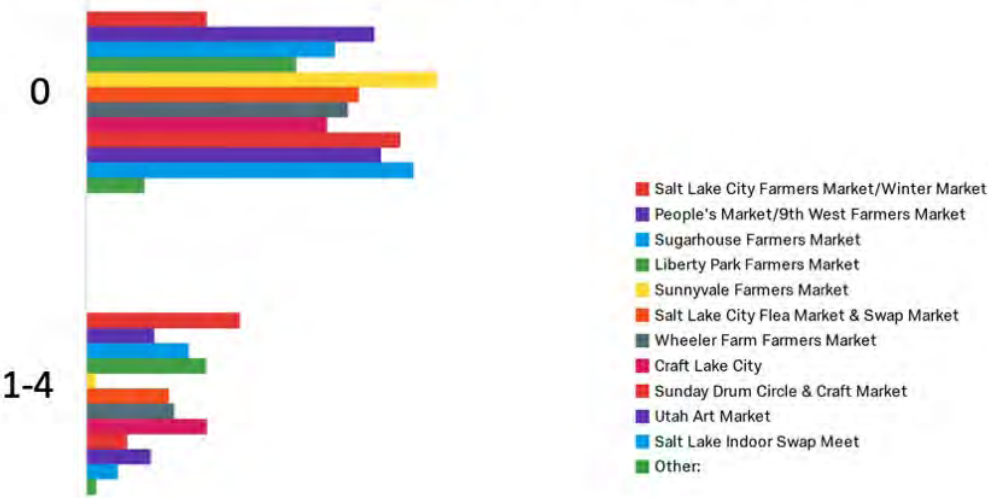 0
1-4
Salt Lake City Farmers Market/Winter Market
People's Market/9th West Farmers Market
Sugarhouse Farmers Market
Liberty Park Farmers Market
Sunnyvale Farmers Market
Salt Lake City Flea Market & Swap Market
Wheeler Farm Farmers Market
Craft Lake City
Sunday Drum Circle & Craft Market
Utah Art Market
Salt Lake Indoor Swap Meet
Other: